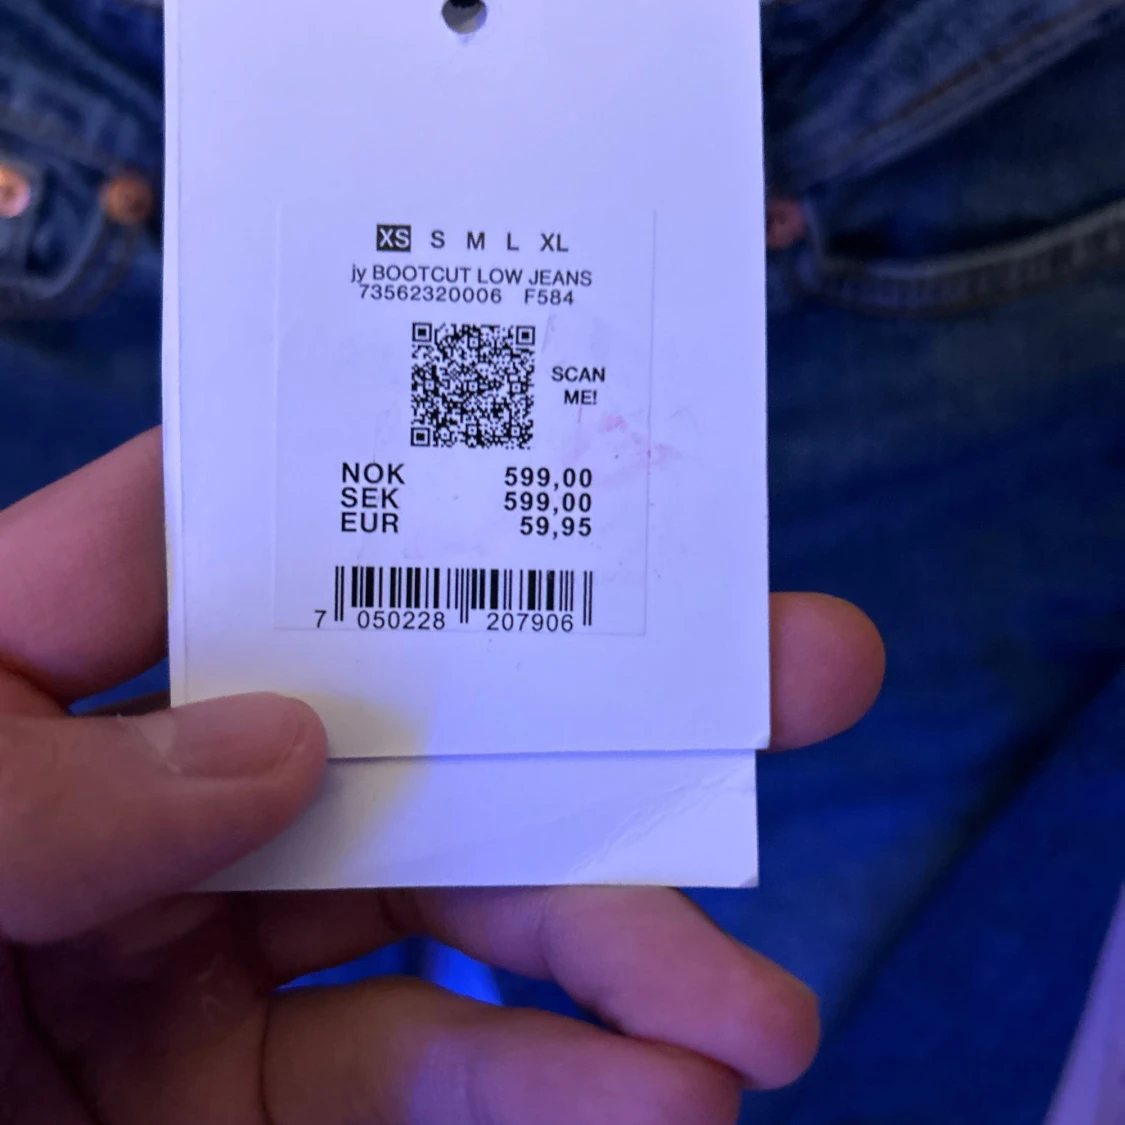 XS S M L XL
jy BOOTCUT LOW JEANS
73562320006 F584
SCAN
ME!
NOK 599,00
SEK 599,00
EUR 59,95
7 050228 207906